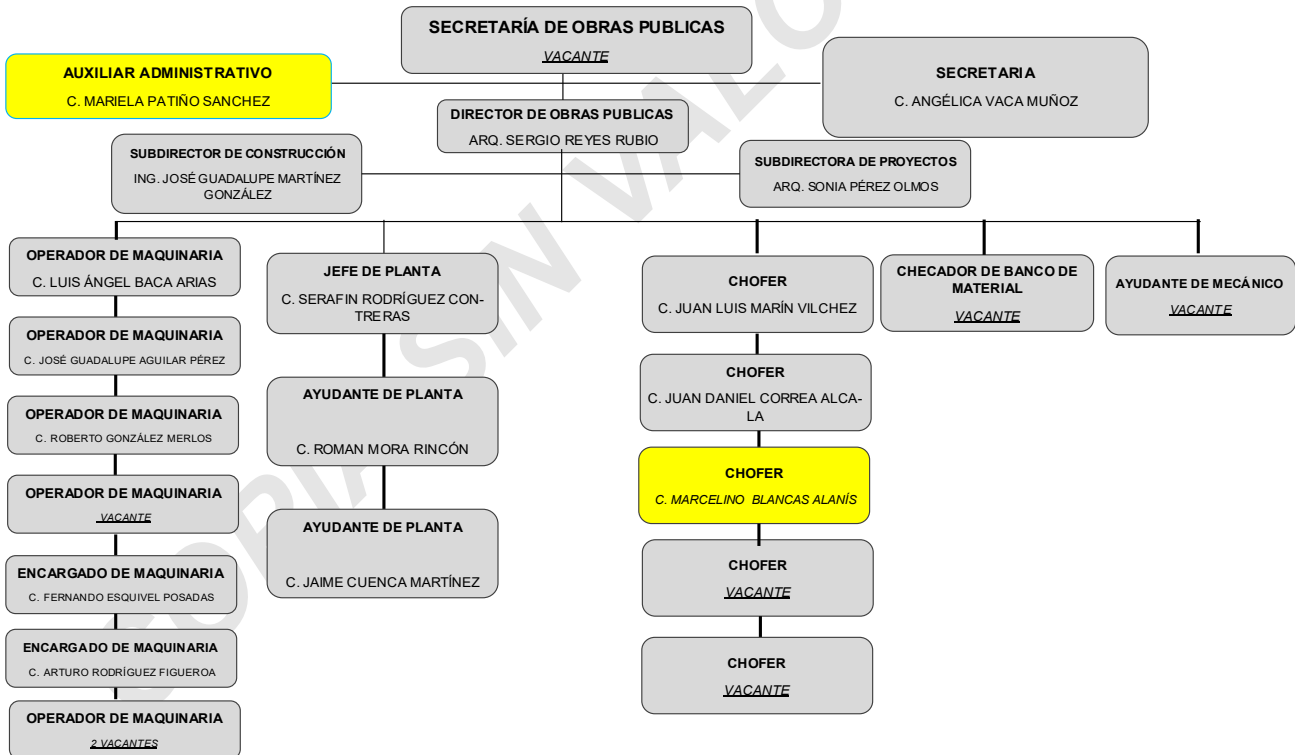 SECRETARÍA DE OBRAS PUBLICAS
VACANTE
AUXILIAR ADMINISTRATIVO
C. MARIELA PATIÑO SANCHEZ
SECRETARIA
C. ANGÉLICA VACA MUÑOZ
DIRECTOR DE OBRAS PUBLICAS
ARQ. SERGIO REYES RUBIO
SUBDIRECTOR DE CONSTRUCCIÓN
ING. JOSÉ GUADALUPE MARTÍNEZ
GONZÁLEZ
SUBDIRECTORA DE PROYECTOS
ARQ. SONIA PÉREZ OLMOS
OPERADOR DE MAQUINARIA
C. LUIS ÁNGEL BACA ARIAS
OPERADOR DE MAQUINARIA
C. JOSÉ GUADALUPE AGUILAR PÉREZ
OPERADOR DE MAQUINARIA
C. ROBERTO GONZÁLEZ MERLOS
OPERADOR DE MAQUINARIA
VACANTE
ENCARGADO DE MAQUINARIA
C. FERNANDO ESQUIVEL POSADAS
ENCARGADO DE MAQUINARIA
C. ARTURO RODRÍGUEZ FIGUEROA
OPERADOR DE MAQUINARIA
2 VACANTES
JEFE DE PLANTA
C. SERAFIN RODRÍGUEZ CON-
TRERAS
AYUDANTE DE PLANTA
C. ROMAN MORA RINCÓN
AYUDANTE DE PLANTA
C. JAIME CUENCA MARTÍNEZ
CHOFER
C. JUAN LUIS MARÍN VILCHEZ
CHOFER
C. JUAN DANIEL CORREA ALCA-
LA
CHOFER
C. MARCELINO BLANCAS ALANÍS
CHOFER
VACANTE
CHOFER
VACANTE
CHECADOR DE BANCO DE
MATERIAL
VACANTE
AYUDANTE DE MECÁNICO
VACANTE
SIN